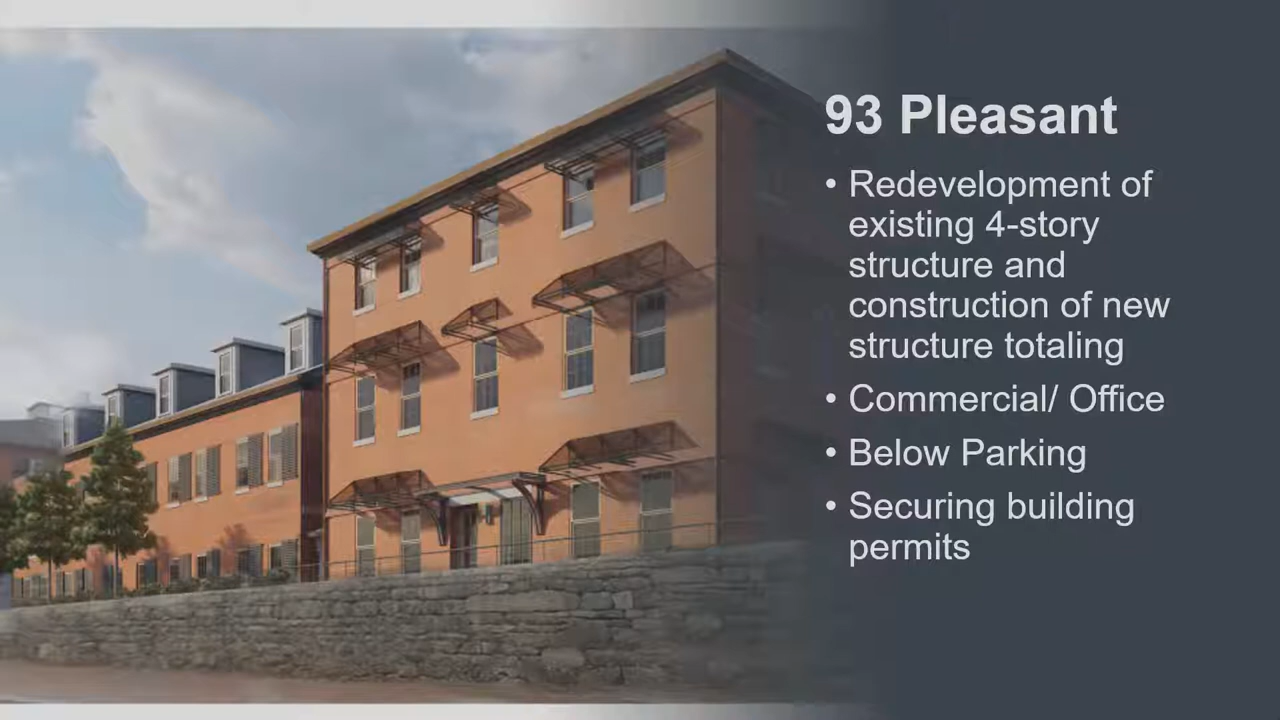 93 Pleasant
• Redevelopment of
existing 4-story
structure and
construction of new
structure totaling
• Commercial/ Office
• Below Parking
• Securing building
permits